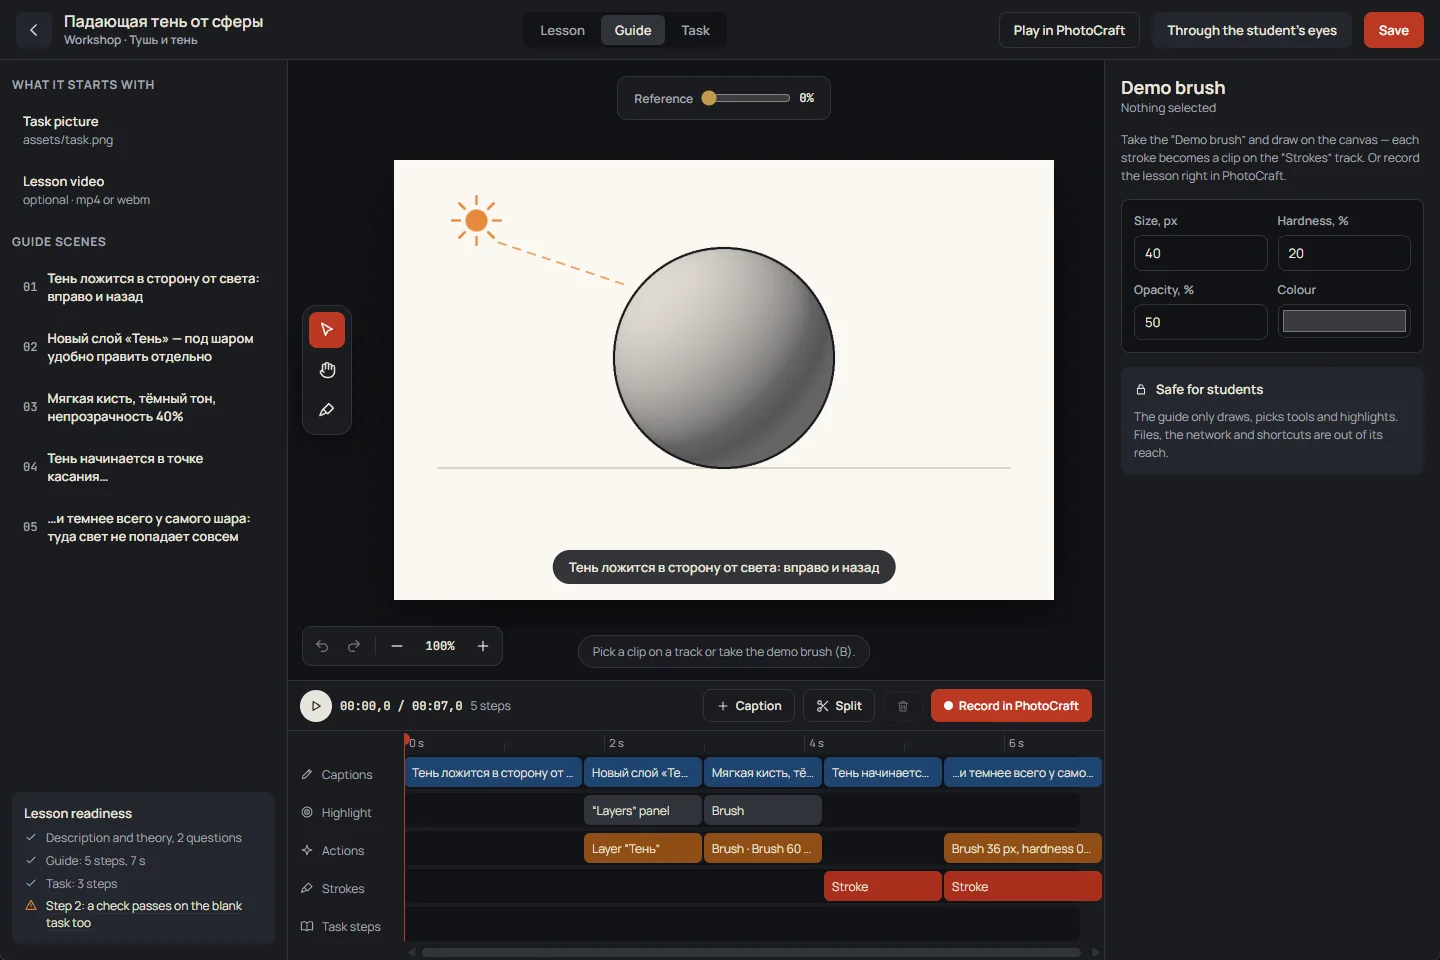 Падающая тень от сферы
Workshop · Тушь и тень
Lesson
Guide
Task
Play in PhotoCraft
Through the student's eyes
Save
WHAT IT STARTS WITH
Task picture
assets/task.png
Lesson video
optional · mp4 or webm
GUIDE SCENES
01
Тень ложится в сторону от света:
вправо и назад
02
Новый слой «Тень» — под шаром
удобно править отдельно
03
Мягкая кисть, тёмный тон,
непрозрачность 40%
04
Тень начинается в точке
касания…
05
…и темнее всего у самого шара:
туда свет не попадает совсем
Lesson readiness
Description and theory, 2 questions
Guide: 5 steps, 7 s
Task: 3 steps
Step 2: a check passes on the blank
task too
Reference
0%
Тень ложится в сторону от света: вправо и назад
100%
Pick a clip on a track or take the demo brush (B).
00:00,0 / 00:07,0
5 steps
Caption
Split
Record in PhotoCraft
0 s
2 s
4 s
6 s
Captions
Тень ложится в сторону от …
Новый слой «Те…
Мягкая кисть, тё…
Тень начинаетс…
…и темнее всего у само…
Highlight
"Layers" panel
Brush
Actions
Layer "Тень"
Brush · Brush 60 …
Brush 36 px, hardness 0…
Strokes
Stroke
Stroke
Task steps
Demo brush
Nothing selected
Take the "Demo brush" and draw on the canvas — each
stroke becomes a clip on the "Strokes" track. Or record
the lesson right in PhotoCraft.
Size, px
Hardness, %
40
20
Opacity, %
Colour
50
Safe for students
The guide only draws, picks tools and highlights.
Files, the network and shortcuts are out of its
reach.